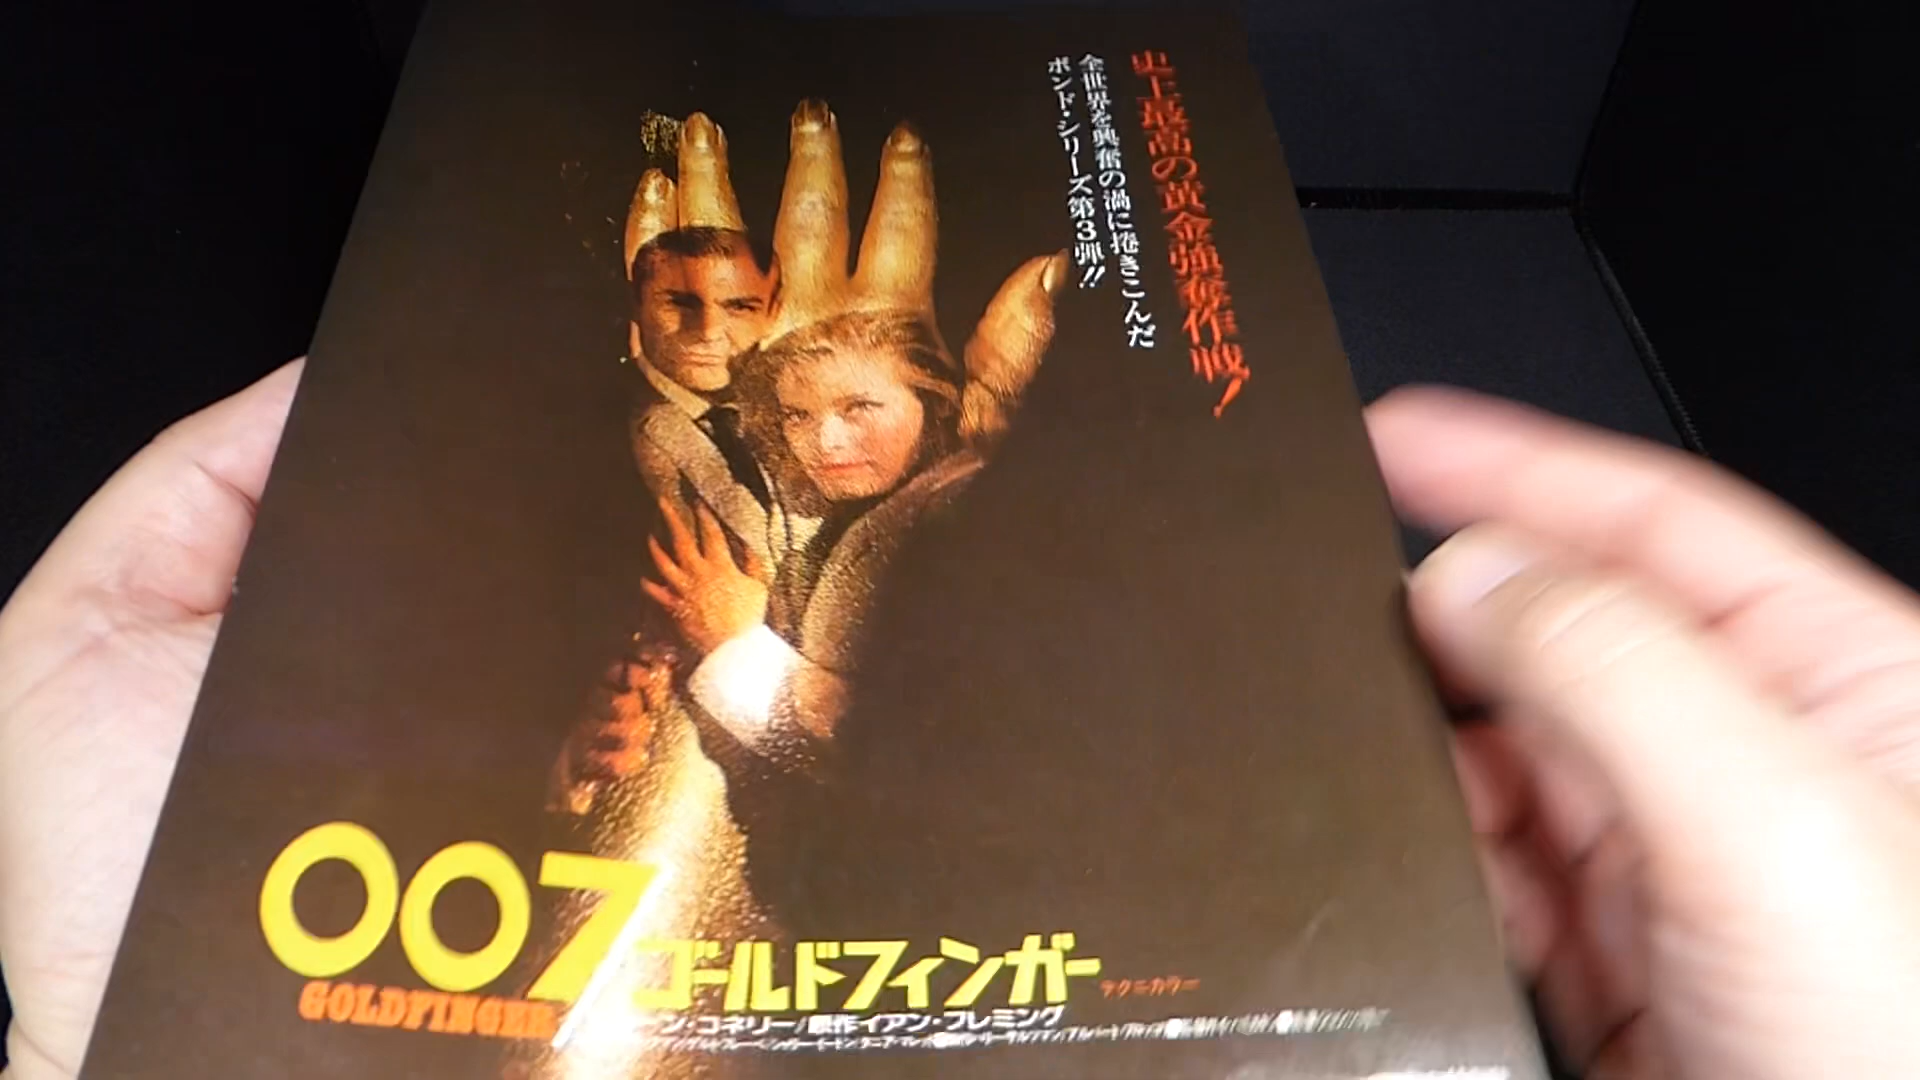 史上最高の黄金強奪作戦!
全世界を興奮の渦に捲きこんだ
ボンド・シリーズ第3弾!!
007
ゴールドフィンガー
テクニカラー
GOLDFINGER
ン・コネリー/原作イアン・フレミング